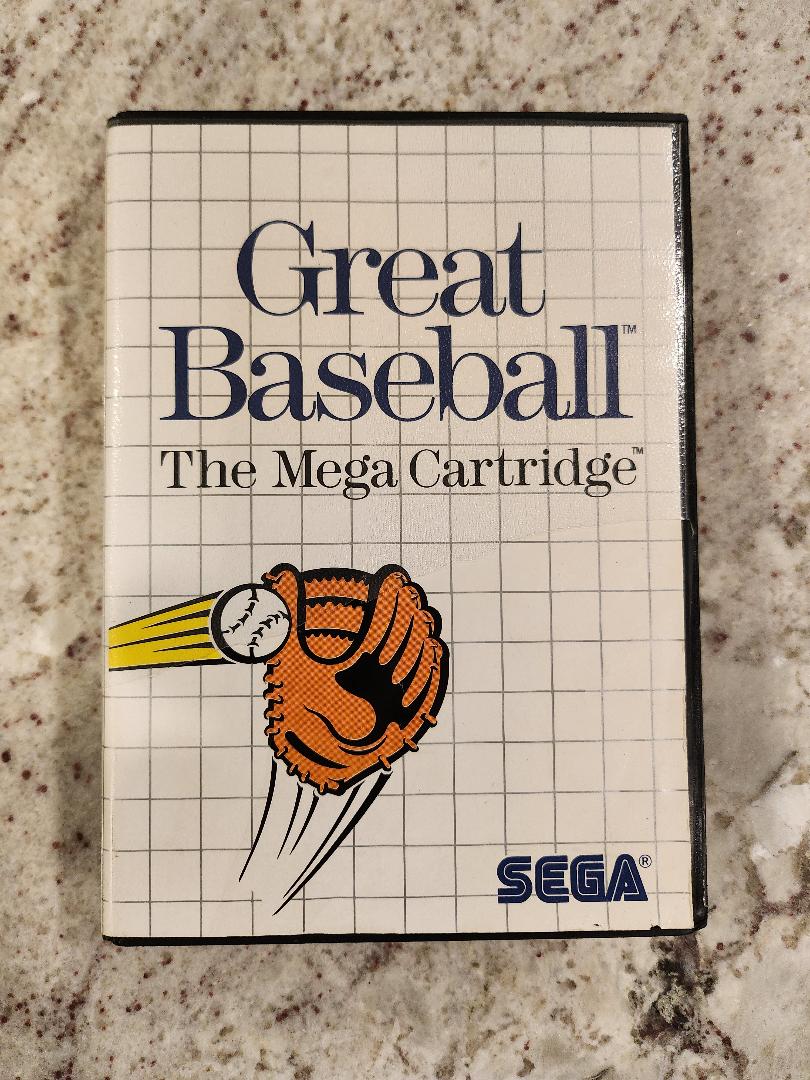 Great
Baseball™
The Mega Cartridge™
SEGA®